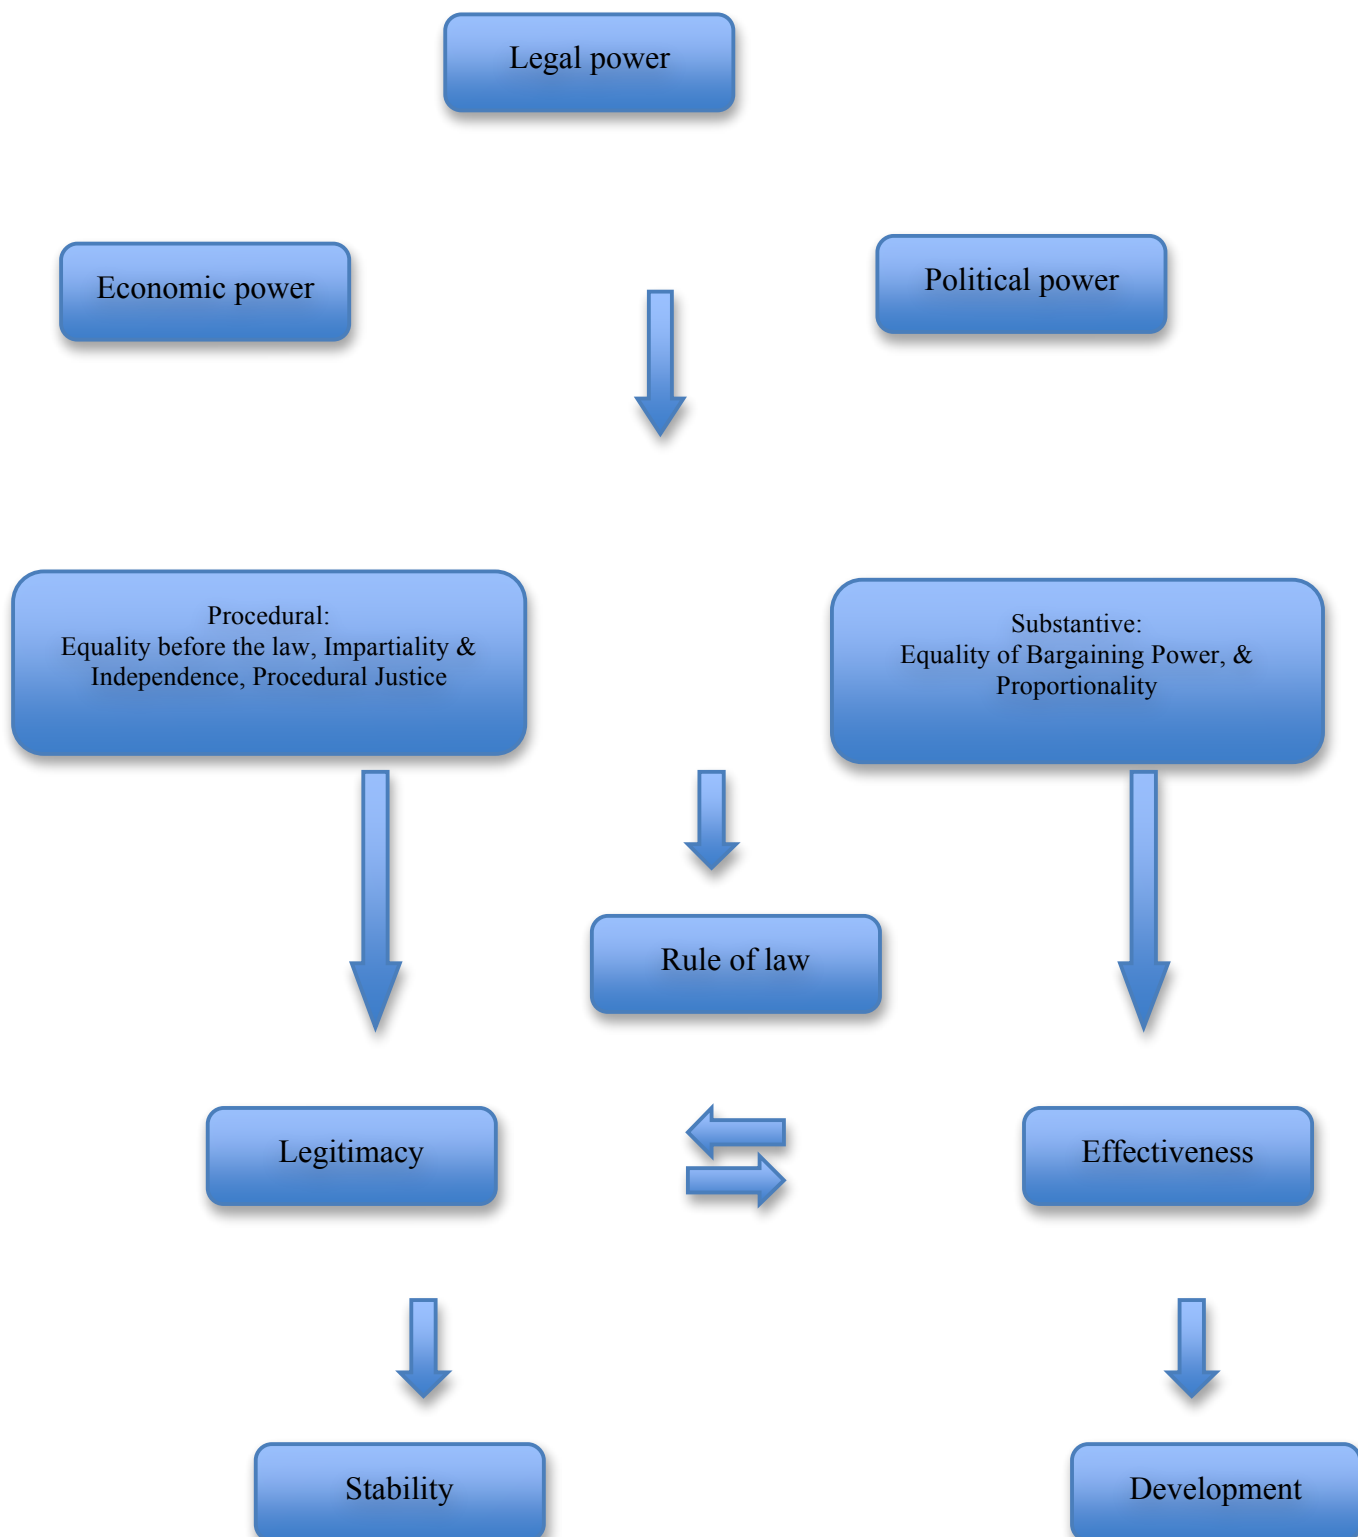 Legal power
Economic power
Political power
Procedural:
Equality before the law, Impartiality &
Independence, Procedural Justice
Substantive:
Equality of Bargaining Power, &
Proportionality
Rule of law
Legitimacy
Effectiveness
Stability
Development